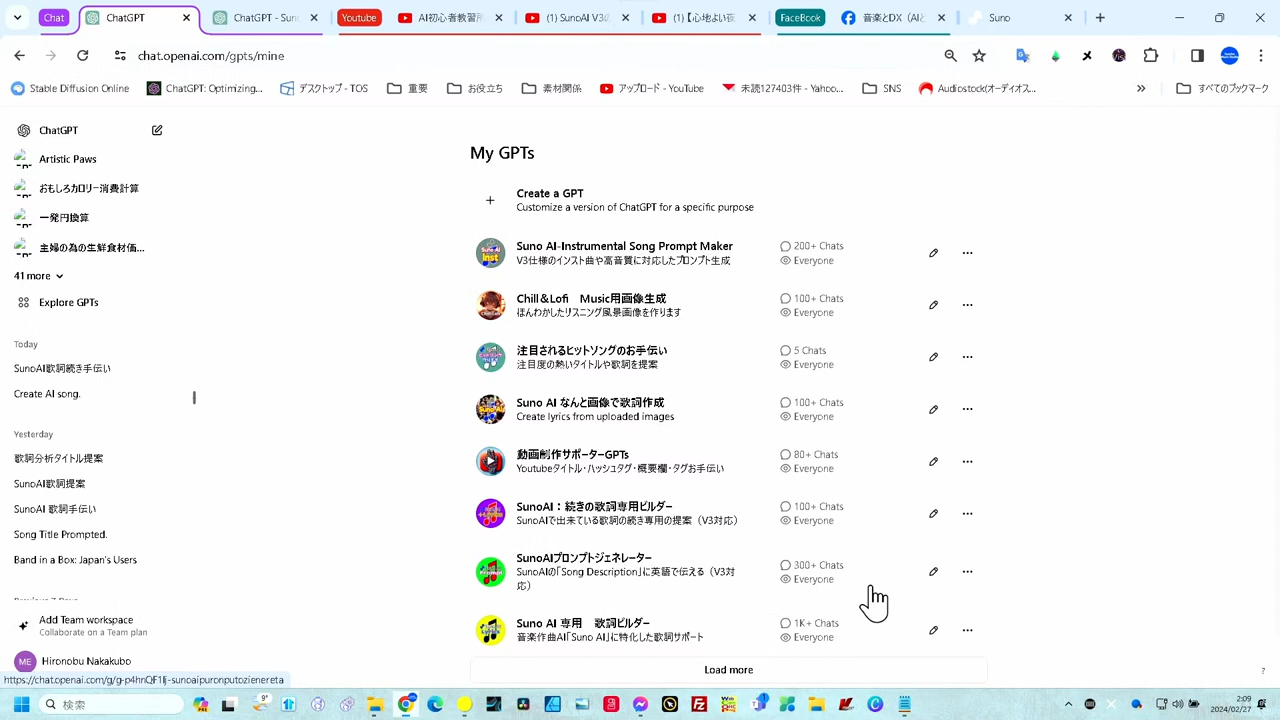 Chat
ChatGPT
ChatGPT - Sun
Youtube
AI初心者教習所
(1) SunoAI V3の
(1) 【心地よい夜
FaceBook
音楽とDX（AIと
Suno
chat.openai.com/gpts/mine
Stable Diffusion Online
ChatGPT: Optimizing...
デスクトップ - TOS
重要
お役立ち
素材関係
アップロード - YouTube
未読127403件 - Yahoo...
SNS
Audiostock(オーディオス...
すべてのブックマーク
ChatGPT
Artistic Paws
おもしろカロリー消費計算
一発円換算
主婦の為の生鮮食材価...
41 more
Explore GPTs
Today
SunoAI歌詞続き手伝い
Create AI song.
Yesterday
歌詞分析タイトル提案
SunoAI歌詞提案
SunoAI 歌詞手伝い
Song Title Prompted.
Band in a Box: Japan's Users
Previous 7 Days
Add Team workspace
Collaborate on a Team plan
ME
Hironobu Nakakubo
https://chat.openai.com/g/g-p4hnQF1Ij-sunoaipuronputozienereta
My GPTs
Create a GPT
Customize a version of ChatGPT for a specific purpose
Suno AI-Instrumental Song Prompt Maker
V3仕様のインスト曲や高音質に対応したプロンプト生成
200+ Chats
Everyone
Chill＆Lofi　Music用画像生成
ほんわかしたリスニング風景画像を作ります
100+ Chats
Everyone
注目されるヒットソングのお手伝い
注目度の熱いタイトルや歌詞を提案
5 Chats
Everyone
Suno AI なんと画像で歌詞作成
Create lyrics from uploaded images
100+ Chats
Everyone
動画制作サポーターGPTs
Youtubeタイトル・ハッシュタグ・概要欄・タグお手伝い
80+ Chats
Everyone
SunoAI：続きの歌詞専用ビルダー
SunoAIで出来ている歌詞の続き専用の提案（V3対応）
100+ Chats
Everyone
SunoAIプロンプトジェネレーター
SunoAIの「Song Description」に英語で伝える（V3対
応）
300+ Chats
Everyone
Suno AI 専用　歌詞ビルダー
音楽作曲AI「Suno AI」に特化した歌詞サポート
1K+ Chats
Everyone
Load more
?
検索
9°
2:09
2024/02/27